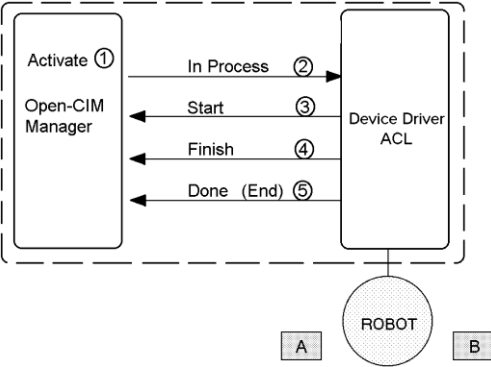 Activate ①
Open-CIM
Manager
In Process ②
Start ③
Finish ④
Done (End) ⑤
Device Driver
ACL
ROBOT
A
B